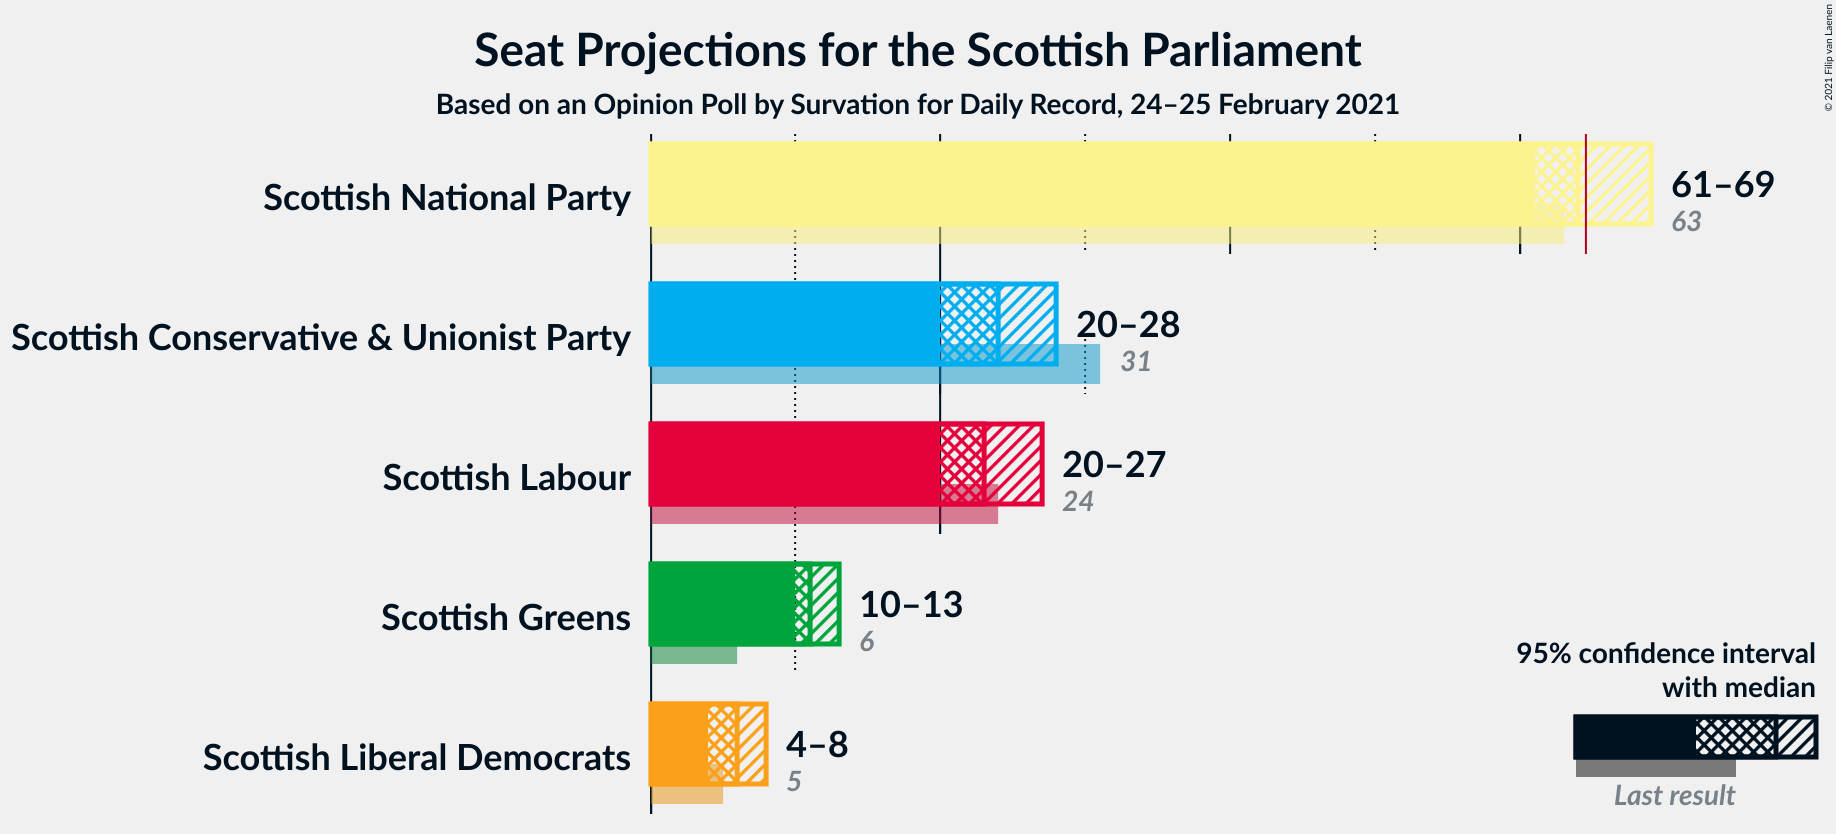 Seat Projections for the Scottish Parliament
Based on an Opinion Poll by Survation for Daily Record, 24–25 February 2021
© 2021 Filip van Laenen
Scottish National Party
61–69
63
Scottish Conservative & Unionist Party
20–28
31
Scottish Labour
20–27
24
Scottish Greens
10–13
6
Scottish Liberal Democrats
4–8
5
95% confidence interval
with median
Last result